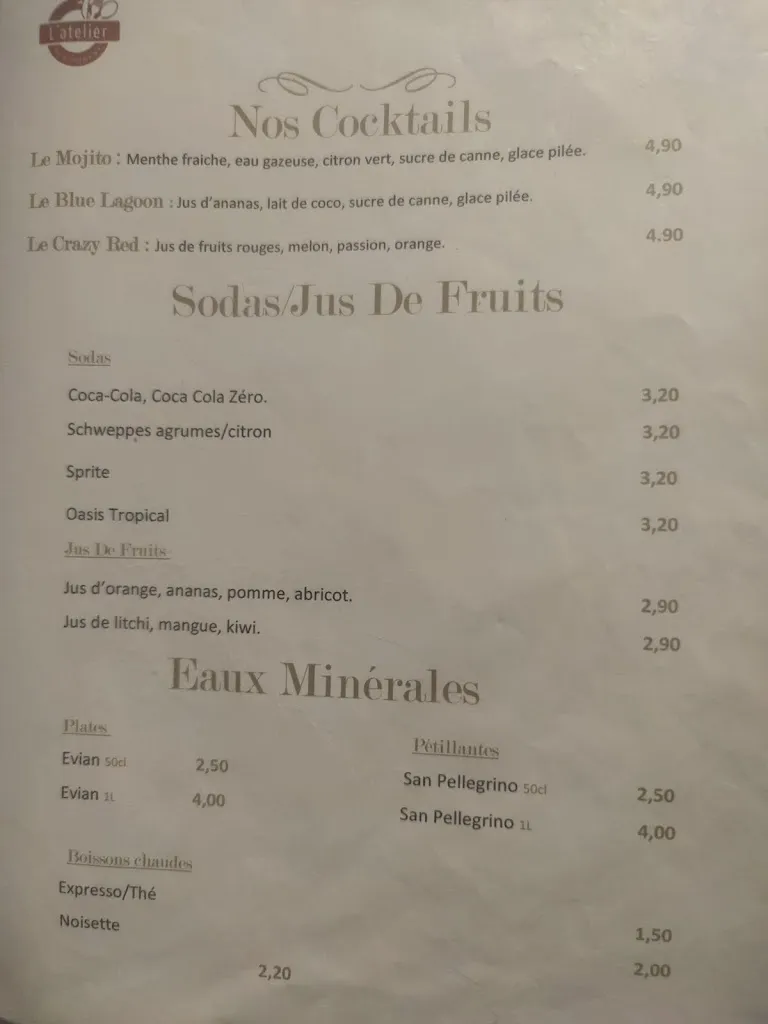 L'atelier
Nos Cocktails
Le Mojito : Menthe fraiche, eau gazeuse, citron vert, sucre de canne, glace pilée. 4,90
Le Blue Lagoon : Jus d'ananas, lait de coco, sucre de canne, glace pilée. 4,90
Le Crazy Red : Jus de fruits rouges, melon, passion, orange. 4.90
Sodas/Jus De Fruits
Sodas
Coca-Cola, Coca Cola Zéro. 3,20
Schweppes agrumes/citron 3,20
Sprite 3,20
Oasis Tropical 3,20
Jus De Fruits
Jus d'orange, ananas, pomme, abricot. 2,90
Jus de litchi, mangue, kiwi. 2,90
Eaux Minérales
Plates
Evian 50cl 2,50
Evian 1L 4,00
Pétillantes
San Pellegrino 50cl 2,50
San Pellegrino 1L 4,00
Boissons chaudes
Expresso/Thé
Noisette 1,50
2,20 2,00